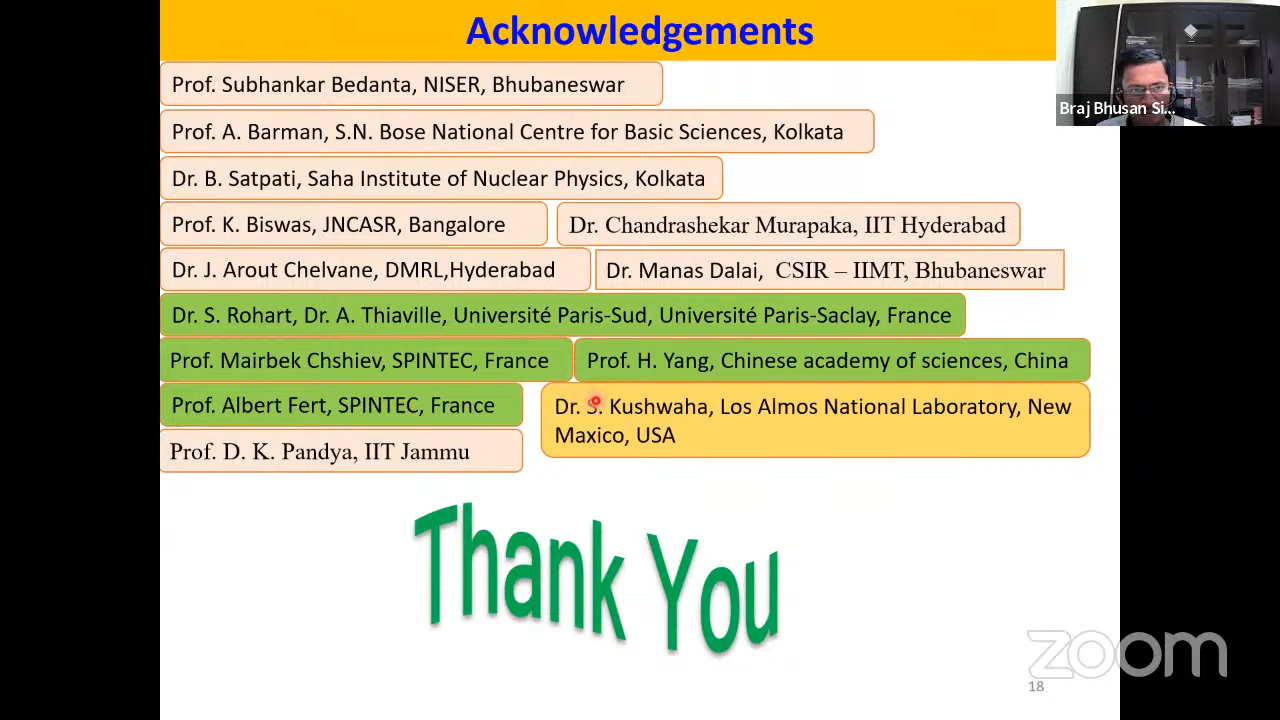 Acknowledgements
Prof. Subhankar Bedanta, NISER, Bhubaneswar
Braj Bhusan Si...
Prof. A. Barman, S.N. Bose National Centre for Basic Sciences, Kolkata
Dr. B. Satpati, Saha Institute of Nuclear Physics, Kolkata
Prof. K. Biswas, JNCASR, Bangalore
Dr. Chandrashekar Murapaka, IIT Hyderabad
Dr. J. Arout Chelvane, DMRL,Hyderabad
Dr. Manas Dalai, CSIR – IIMT, Bhubaneswar
Dr. S. Rohart, Dr. A. Thiaville, Université Paris-Sud, Université Paris-Saclay, France
Prof. Mairbek Chshiev, SPINTEC, France
Prof. H. Yang, Chinese academy of sciences, China
Prof. Albert Fert, SPINTEC, France
Dr. S. Kushwaha, Los Almos National Laboratory, New
Maxico, USA
Prof. D. K. Pandya, IIT Jammu
Thank You
zoom
18